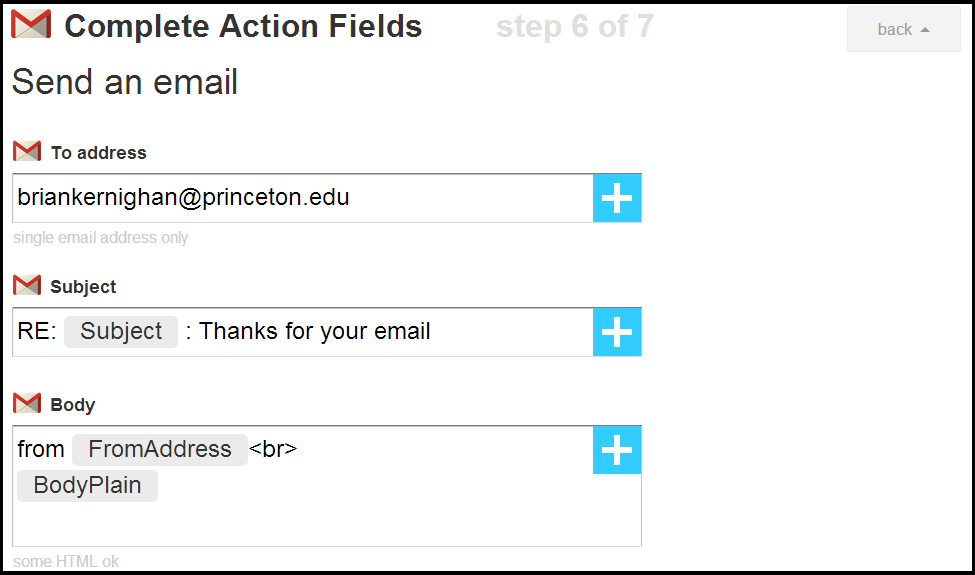 Complete Action Fields step 6 of 7 back
Send an email
To address
briankernighan@princeton.edu
single email address only
Subject
RE: Subject : Thanks for your email
Body
from FromAddress <br>
BodyPlain
some HTML ok